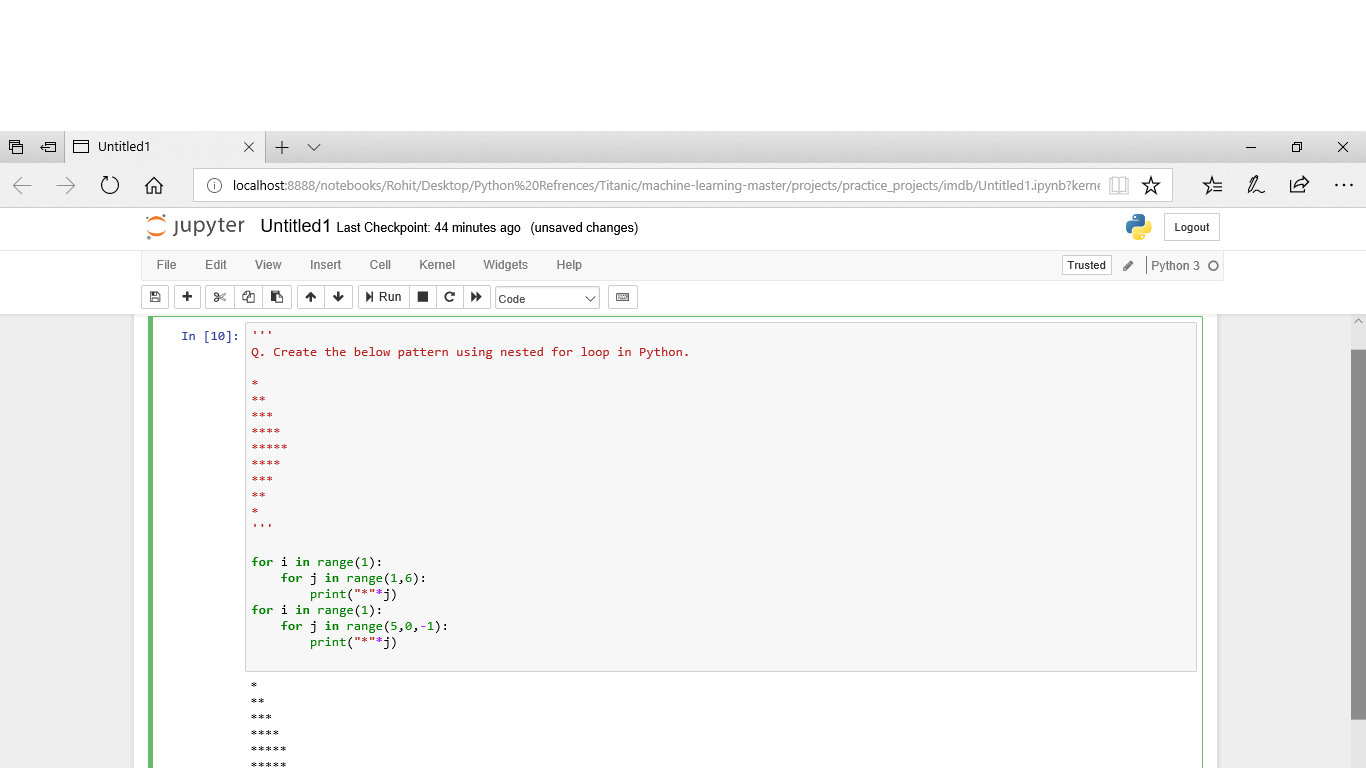 Untitled1
localhost:8888/notebooks/Rohit/Desktop/Python%20Refrences/Titanic/machine-learning-master/projects/practice_projects/imdb/Untitled1.ipynb?kerne
jupyter Untitled1 Last Checkpoint: 44 minutes ago (unsaved changes) Logout
File Edit View Insert Cell Kernel Widgets Help Trusted Python 3
Run Code
In [10]: '''
Q. Create the below pattern using nested for loop in Python.
*
**
***
****
*****
****
***
**
*
'''
for i in range(1):
    for j in range(1,6):
        print("*"*j)
for i in range(1):
    for j in range(5,0,-1):
        print("*"*j)
*
**
***
****
*****
*****